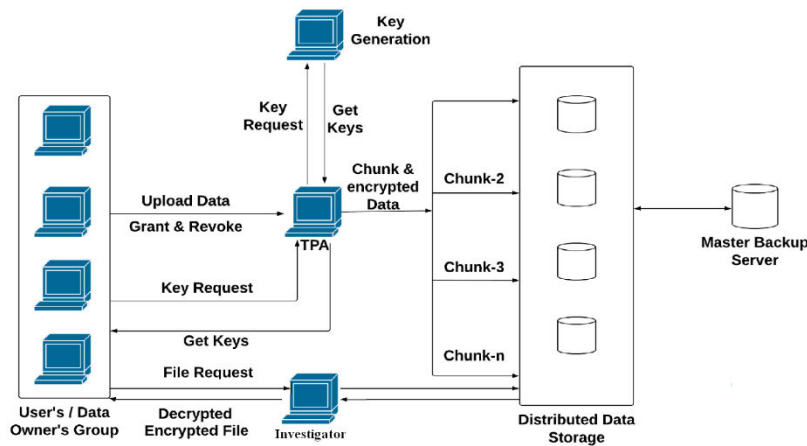 Key
Generation
Key
Request
Get
Keys
Upload Data
Grant & Revoke
Chunk &
encrypted
Data
TPA
Chunk-2
Chunk-3
Chunk-n
Master Backup
Server
Key Request
Get Keys
File Request
Decrypted
Encrypted File
Investigator
User's / Data
Owner's Group
Distributed Data
Storage